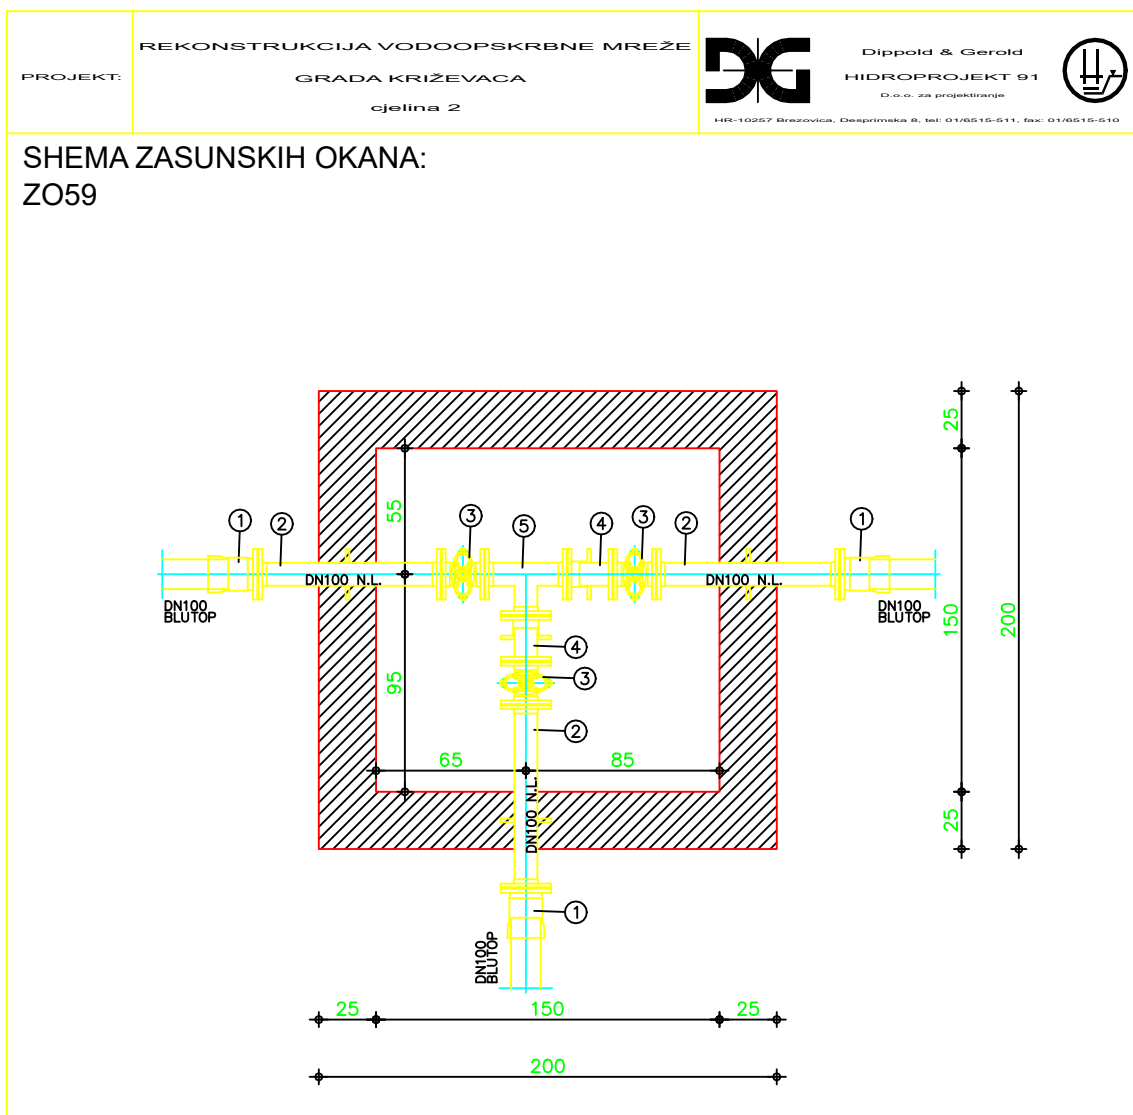 PROJEKT:
REKONSTRUKCIJA VODOOPSKRBNE MREŽE
GRADA KRIŽEVACA
cjelina 2
DG
Dippold & Gerold
HIDROPROJEKT 91
D.o.o. za projektiranje
HR-10257 Brezovica, Desprimska 8, tel: 01/6515-511, fax: 01/6515-510
SHEMA ZASUNSKIH OKANA:
ZO59
25
55
1
2
3
5
4
3
2
1
DN100 N.L.
DN100 N.L.
DN100
BLUTOP
DN100
BLUTOP
150
200
4
3
95
2
65
85
DN100 N.L.
25
1
DN100
BLUTOP
25
150
25
200